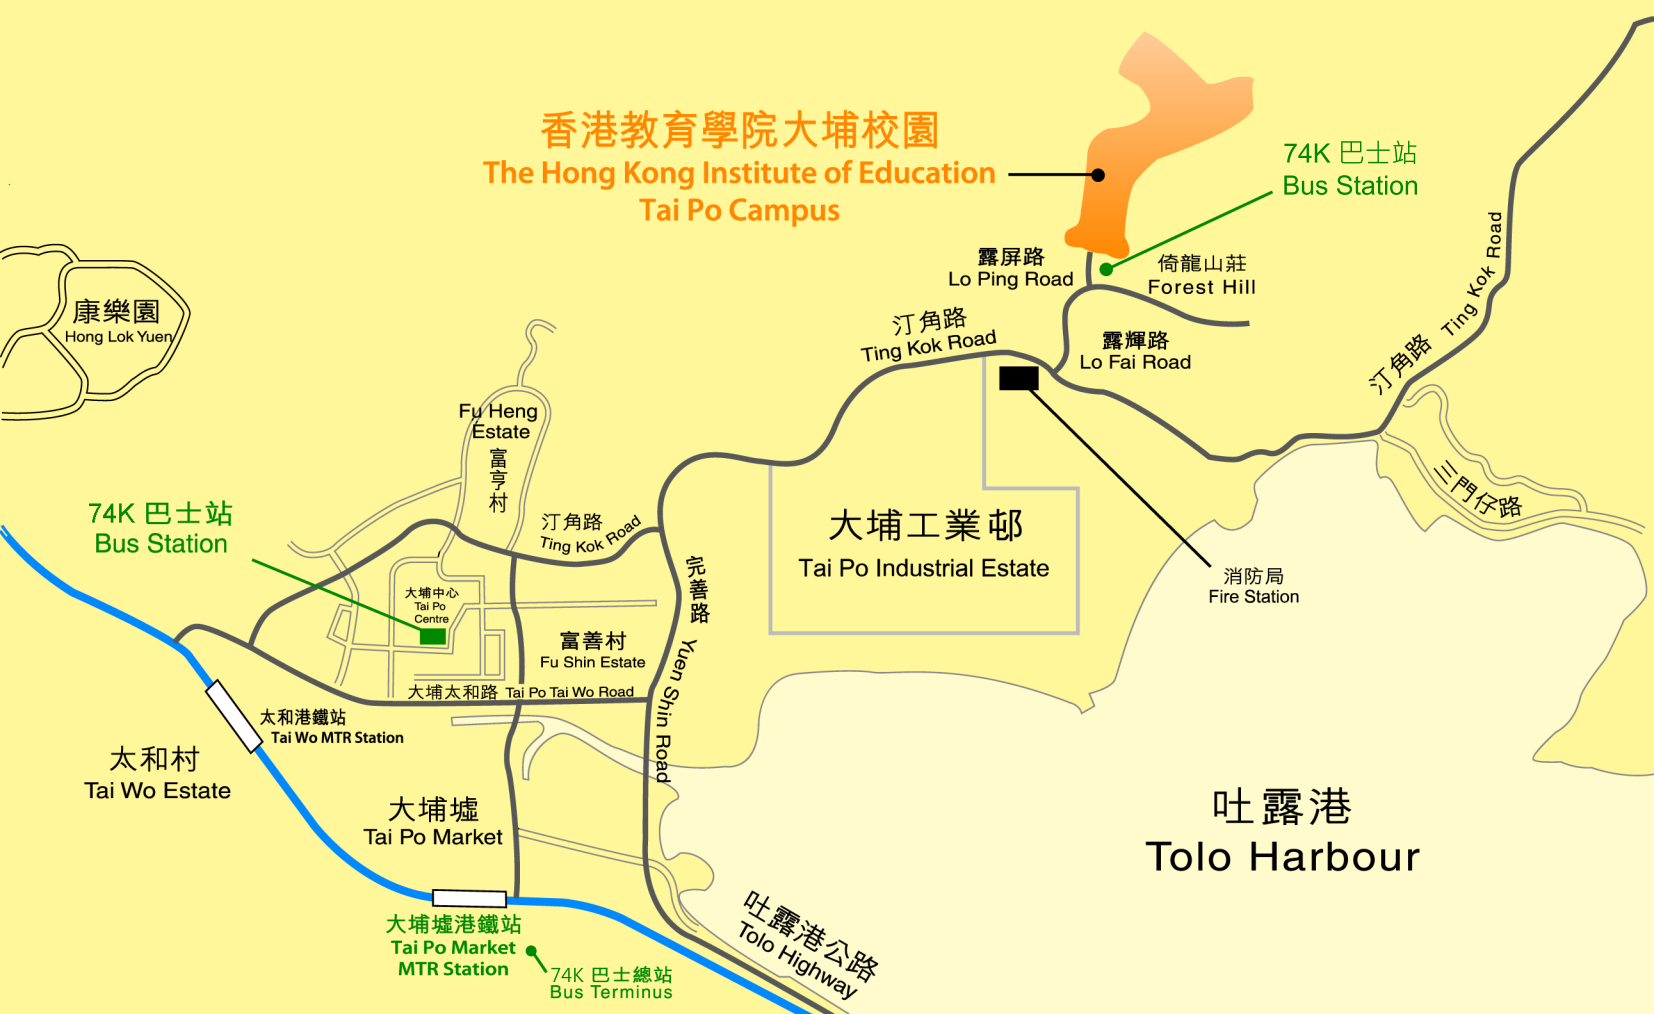 香港教育學院大埔校園
The Hong Kong Institute of Education
Tai Po Campus
74K 巴士站
Bus Station
露屏路
Lo Ping Road
倚龍山莊
Forest Hill
汀角路
Ting Kok Road
露輝路
Lo Fai Road
汀角路 Ting Kok Road
康樂園
Hong Lok Yuen
Fu Heng
Estate
富亨村
三門仔路
74K 巴士站
Bus Station
汀角路
Ting Kok Road
大埔工業邨
Tai Po Industrial Estate
消防局
Fire Station
完善路 Yuen Shin Road
大埔中心
Tai Po
Centre
富善村
Fu Shin Estate
大埔太和路 Tai Po Tai Wo Road
太和港鐵站
Tai Wo MTR Station
太和村
Tai Wo Estate
大埔墟
Tai Po Market
吐露港
Tolo Harbour
大埔墟港鐵站
Tai Po Market
MTR Station
74K 巴士總站
Bus Terminus
吐露港公路
Tolo Highway